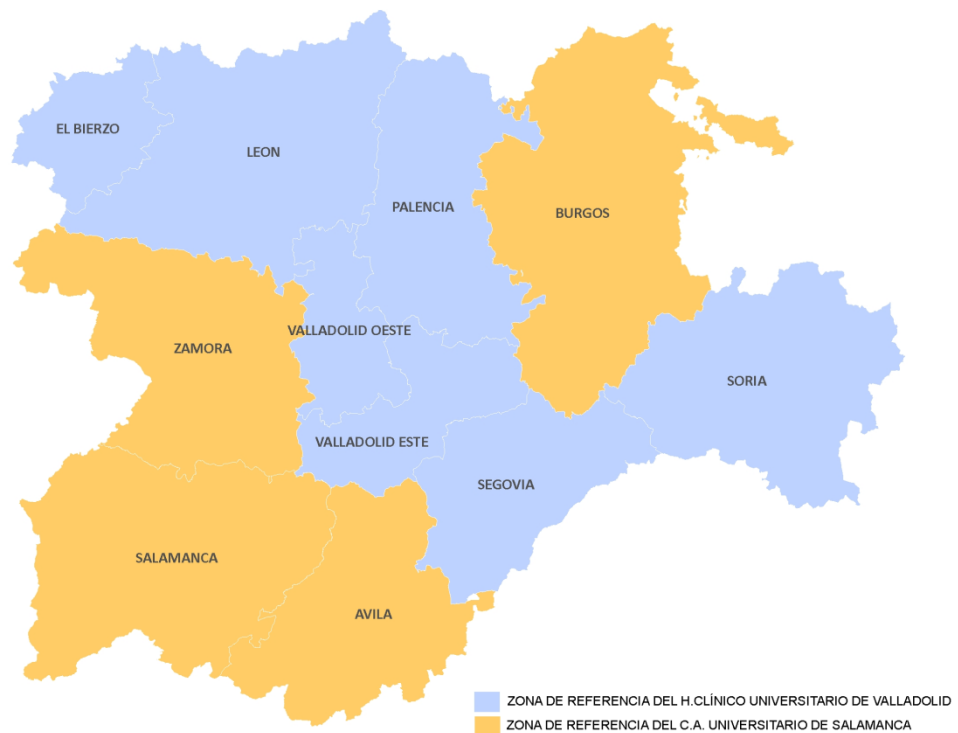 EL BIERZO
LEON
PALENCIA
BURGOS
VALLADOLID OESTE
ZAMORA
SORIA
VALLADOLID ESTE
SEGOVIA
SALAMANCA
AVILA
ZONA DE REFERENCIA DEL H.CLÍNICO UNIVERSITARIO DE VALLADOLID
ZONA DE REFERENCIA DEL C.A. UNIVERSITARIO DE SALAMANCA